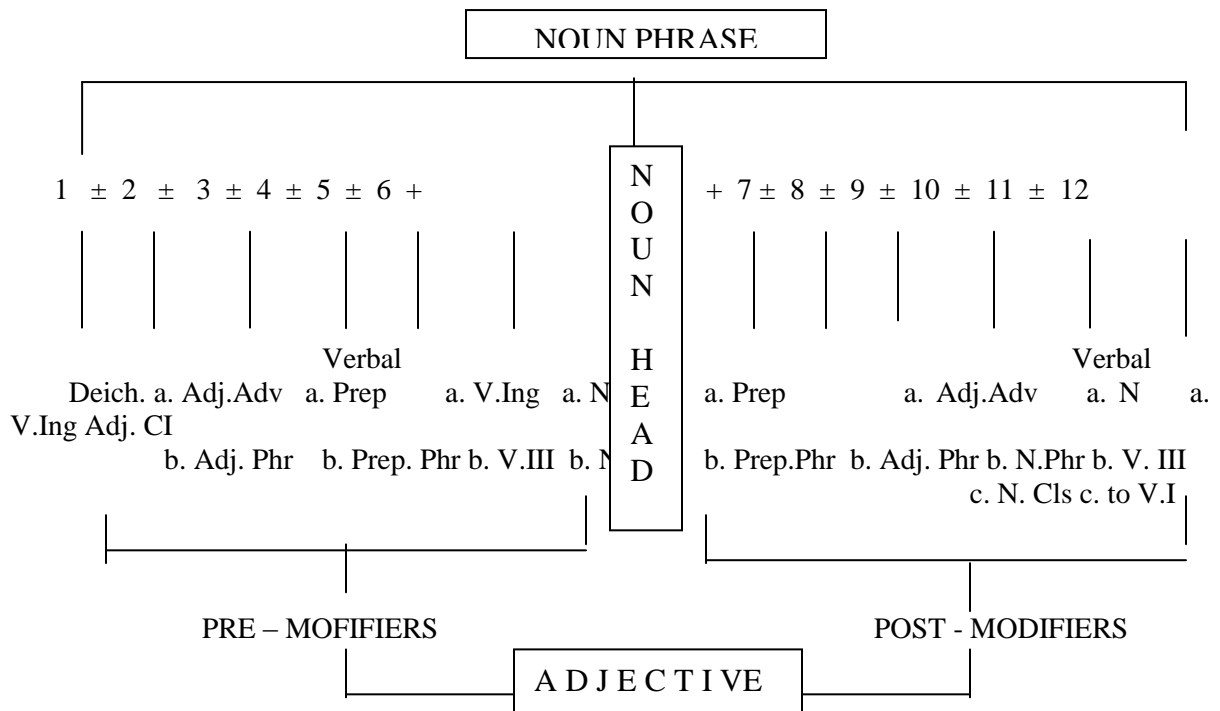 NOUN PHRASE
1 ± 2 ± 3 ± 4 ± 5 ± 6 +
+ 7 ± 8 ± 9 ± 10 ± 11 ± 12
N
O
U
N
H
E
A
D
Verbal
Verbal
Deich. a. Adj.Adv a. Prep a. V.Ing a. N
a. Prep a. Adj.Adv a. N a.
V.Ing Adj. CI
b. Adj. Phr b. Prep. Phr b. V.III b.
b. Prep.Phr b. Adj. Phr b. N.Phr b. V. III
c. N. Cls c. to V.I
PRE – MOFIFIERS
POST - MODIFIERS
A D J E C T I VE